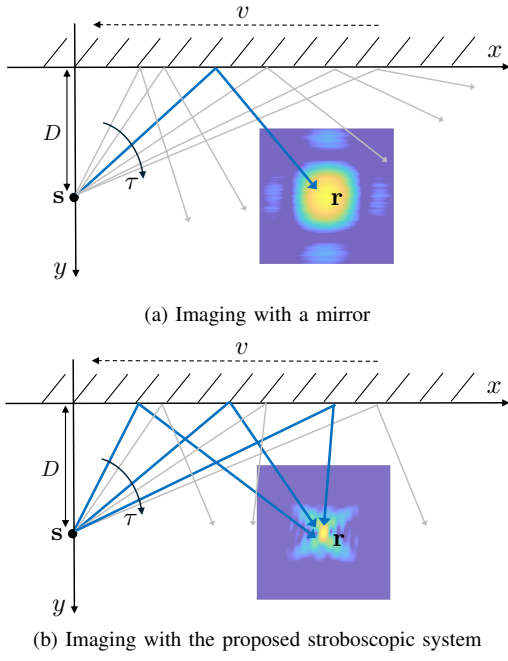 v
x
D
τ
s
r
y
(a) Imaging with a mirror
v
x
D
τ
s
r
y
(b) Imaging with the proposed stroboscopic system